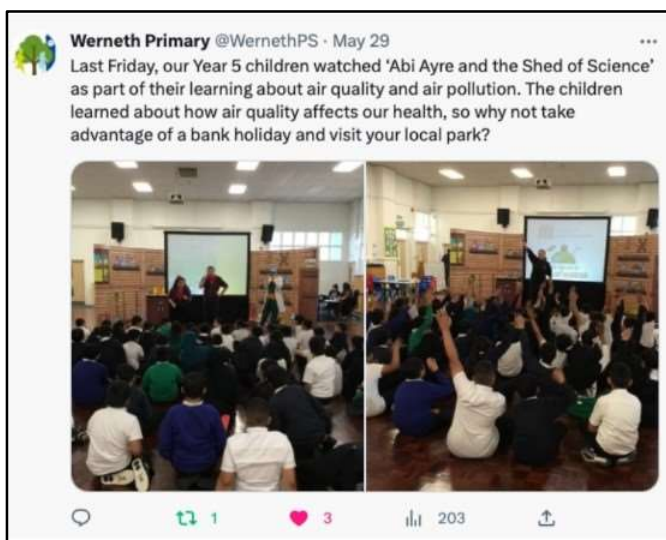 Werneth Primary @WernethPS · May 29
Last Friday, our Year 5 children watched ‘Abi Ayre and the Shed of Science’
as part of their learning about air quality and air pollution. The children
learned about how air quality affects our health, so why not take
advantage of a bank holiday and visit your local park?
1 3 203